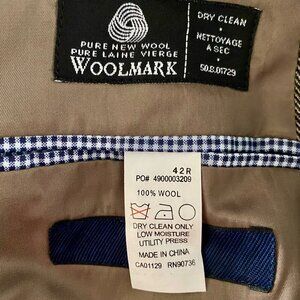 PURE NEW WOOL
PURE LAINE VIERGE
WOOLMARK
DRY CLEAN
•
NETTOYAGE
A SEC
•
50.B.01729
42R
PO# 4900003209
100% WOOL
DRY CLEAN ONLY
LOW MOISTURE
UTILITY PRESS
MADE IN CHINA
CA01129 RN90736